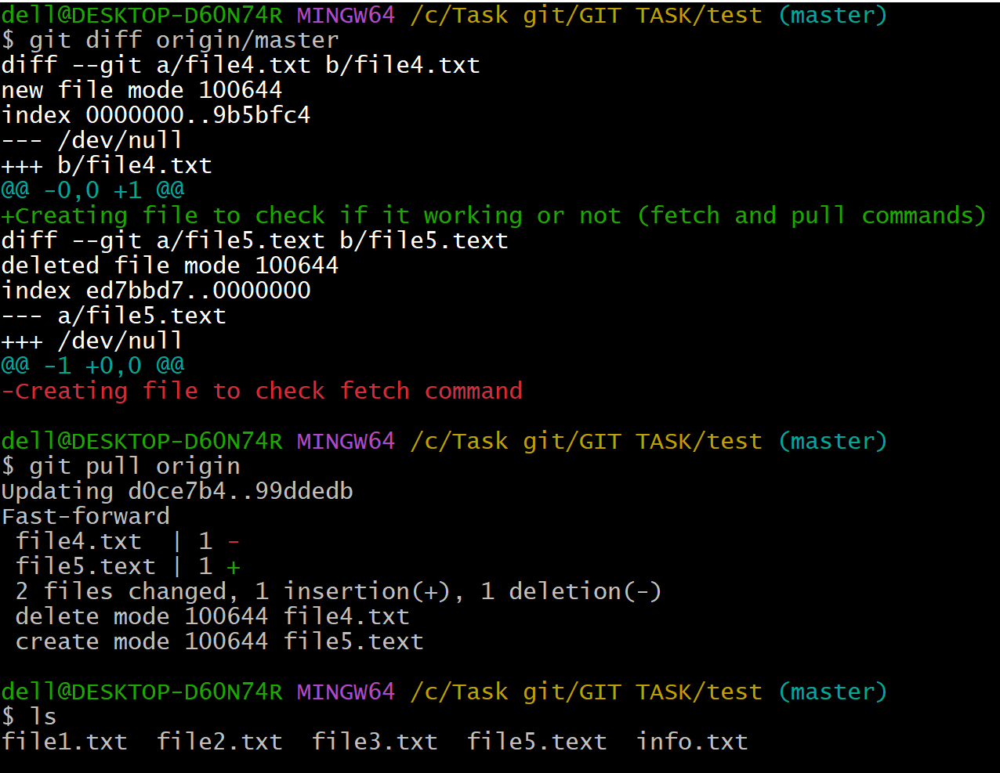 dell@DESKTOP-D6ON74R MINGW64 /c/Task git/GIT TASK/test (master)
$ git diff origin/master
diff --git a/file4.txt b/file4.txt
new file mode 100644
index 0000000..9b5bfc4
--- /dev/null
+++ b/file4.txt
@@ -0,0 +1 @@
+Creating file to check if it working or not (fetch and pull commands)
diff --git a/file5.text b/file5.text
deleted file mode 100644
index ed7bbd7..0000000
--- a/file5.text
+++ /dev/null
@@ -1 +0,0 @@
-Creating file to check fetch command
dell@DESKTOP-D6ON74R MINGW64 /c/Task git/GIT TASK/test (master)
$ git pull origin
Updating d0ce7b4..99ddedb
Fast-forward
 file4.txt  | 1 -
 file5.text | 1 +
 2 files changed, 1 insertion(+), 1 deletion(-)
 delete mode 100644 file4.txt
 create mode 100644 file5.text
dell@DESKTOP-D6ON74R MINGW64 /c/Task git/GIT TASK/test (master)
$ ls
file1.txt  file2.txt  file3.txt  file5.text  info.txt